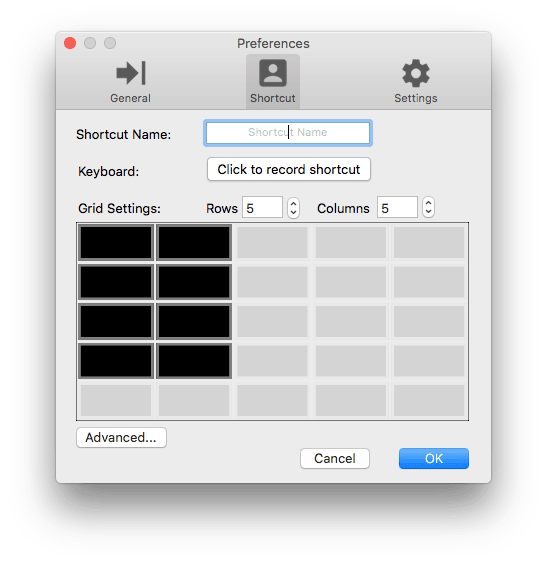 Preferences
General
Shortcut
Settings
Shortcut Name:
Shortcut Name
Keyboard:
Click to record shortcut
Grid Settings:
Rows 5
Columns 5
Advanced...
Cancel
OK